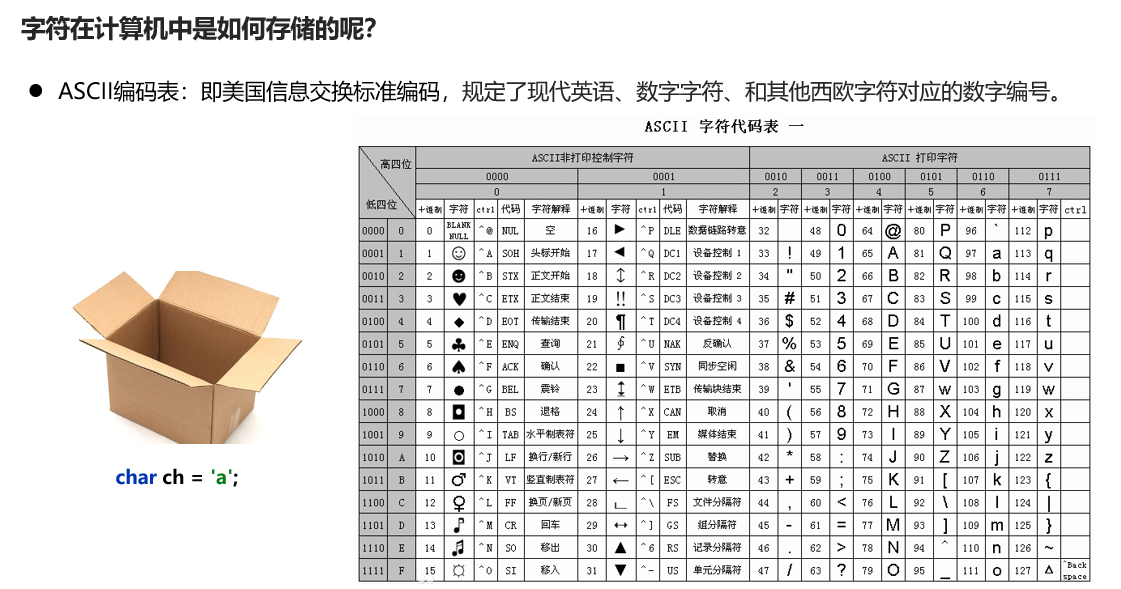 字符在计算机中是如何存储的呢?
● ASCII编码表：即美国信息交换标准编码，规定了现代英语、数字字符、和其他西欧字符对应的数字编号。
ASCII 字符代码表 一
高四位 ASCII非打印控制字符 ASCII 打印字符
0000 0001 0010 0011 0100 0101 0110 0111
0 1 2 3 4 5 6 7
低四位 十进制 字符 ctrl 代码 字符解释 十进制 字符 ctrl 代码 字符解释 十进制 字符 十进制 字符 十进制 字符 十进制 字符 十进制 字符 十进制 字符 ctrl
0000 0 0 BLANK NULL ^@ NUL 空 16 ► ^P DLE 数据链路转意 32 48 0 64 @ 80 P 96 ` 112 p
0001 1 1 ☺ ^A SOH 头标开始 17 ◄ ^Q DC1 设备控制 1 33 ! 49 1 65 A 81 Q 97 a 113 q
0010 2 2 ☻ ^B STX 正文开始 18 ↕ ^R DC2 设备控制 2 34 " 50 2 66 B 82 R 98 b 114 r
0011 3 3 ♥ ^C ETX 正文结束 19 ‼ ^S DC3 设备控制 3 35 # 51 3 67 C 83 S 99 c 115 s
0100 4 4 ♦ ^D EOT 传输结束 20 ¶ ^T DC4 设备控制 4 36 $ 52 4 68 D 84 T 100 d 116 t
0101 5 5 ♣ ^E ENQ 查询 21 ∮ ^U NAK 反确认 37 % 53 5 69 E 85 U 101 e 117 u
0110 6 6 ♠ ^F ACK 确认 22 ■ ^V SYN 同步空闲 38 & 54 6 70 F 86 V 102 f 118 v
0111 7 7 ● ^G BEL 震铃 23 ↨ ^W ETB 传输块结束 39 ' 55 7 71 G 87 w 103 g 119 w
1000 8 8 ◘ ^H BS 退格 24 ↑ ^X CAN 取消 40 ( 56 8 72 H 88 X 104 h 120 x
1001 9 9 ○ ^I TAB 水平制表符 25 ↓ ^Y EM 媒体结束 41 ) 57 9 73 I 89 Y 105 i 121 y
1010 A 10 ◙ ^J LF 换行/新行 26 → ^Z SUB 替换 42 * 58 : 74 J 90 Z 106 j 122 z
1011 B 11 ♂ ^K VT 竖直制表符 27 ← ^[ ESC 转意 43 + 59 ; 75 K 91 [ 107 k 123 {
1100 C 12 ♀ ^L FF 换页/新页 28 ∟ ^\ FS 文件分隔符 44 , 60 < 76 L 92 \ 108 l 124 |
1101 D 13 ♪ ^M CR 回车 29 ↔ ^] GS 组分隔符 45 - 61 = 77 M 93 ] 109 m 125 }
1110 E 14 ♫ ^N SO 移出 30 ▲ ^6 RS 记录分隔符 46 . 62 > 78 N 94 ^ 110 n 126 ~
1111 F 15 ☼ ^O SI 移入 31 ▼ ^- US 单元分隔符 47 / 63 ? 79 O 95 _ 111 o 127 Δ ^Back space
char ch = 'a';